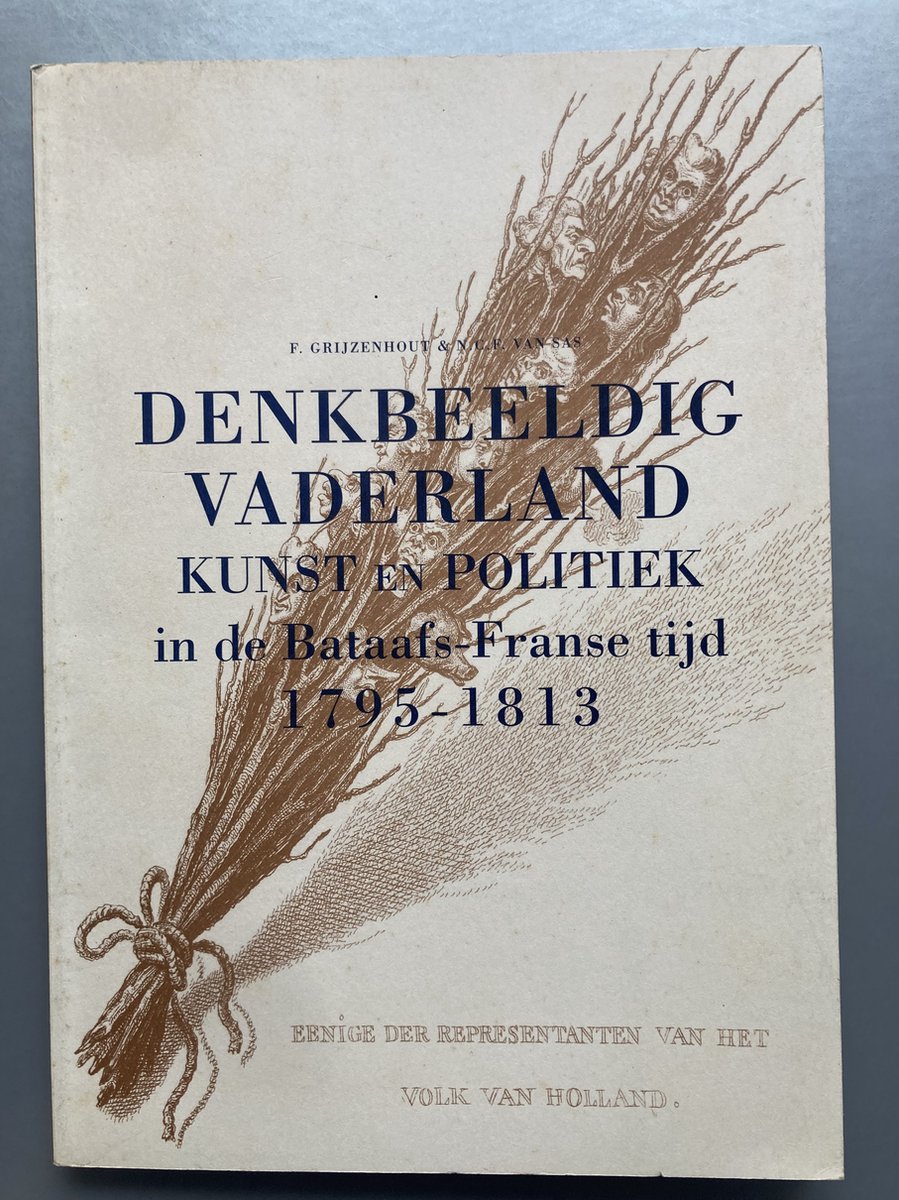 F. GRIJZENHOUT & N.C.F. VAN SAS
DENKBEELDIG
VADERLAND
KUNST EN POLITIEK
in de Bataafs-Franse tijd
1795-1813
EENIGE DER REPRESENTANTEN VAN HET
VOLK VAN HOLLAND.